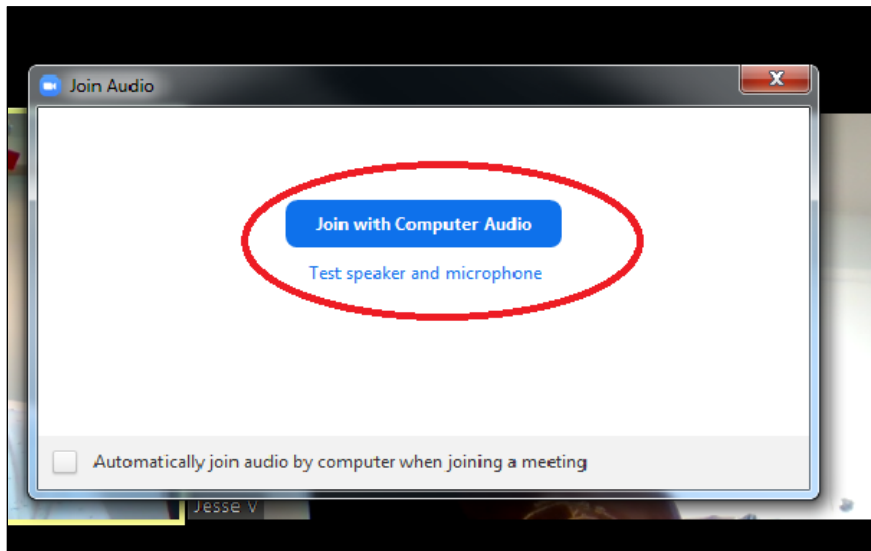 Join Audio
X
Join with Computer Audio
Test speaker and microphone
Automatically join audio by computer when joining a meeting
Jesse V